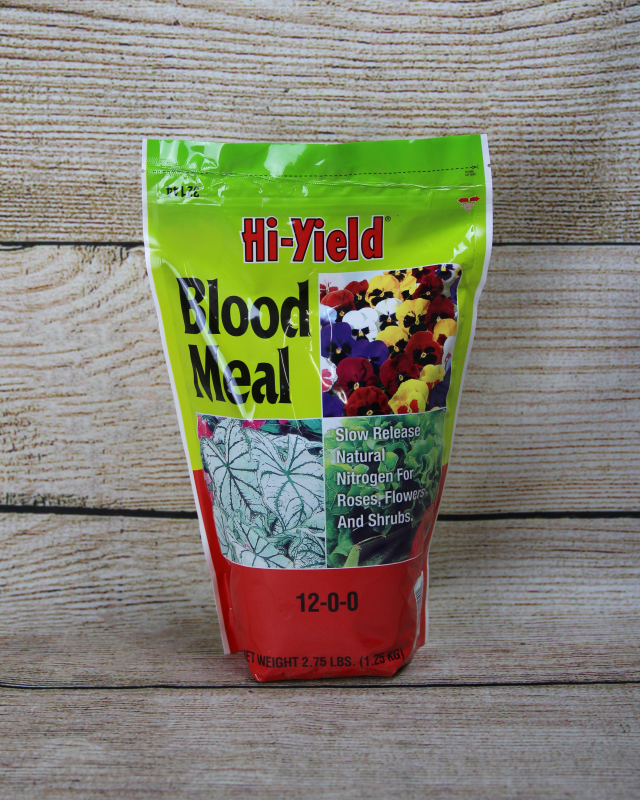 Hi-Yield®
Blood
Meal
Slow Release
Natural
Nitrogen For
Roses, Flowers
And Shrubs.
12-0-0
ET WEIGHT 2.75 LBS. (1.25 KG)